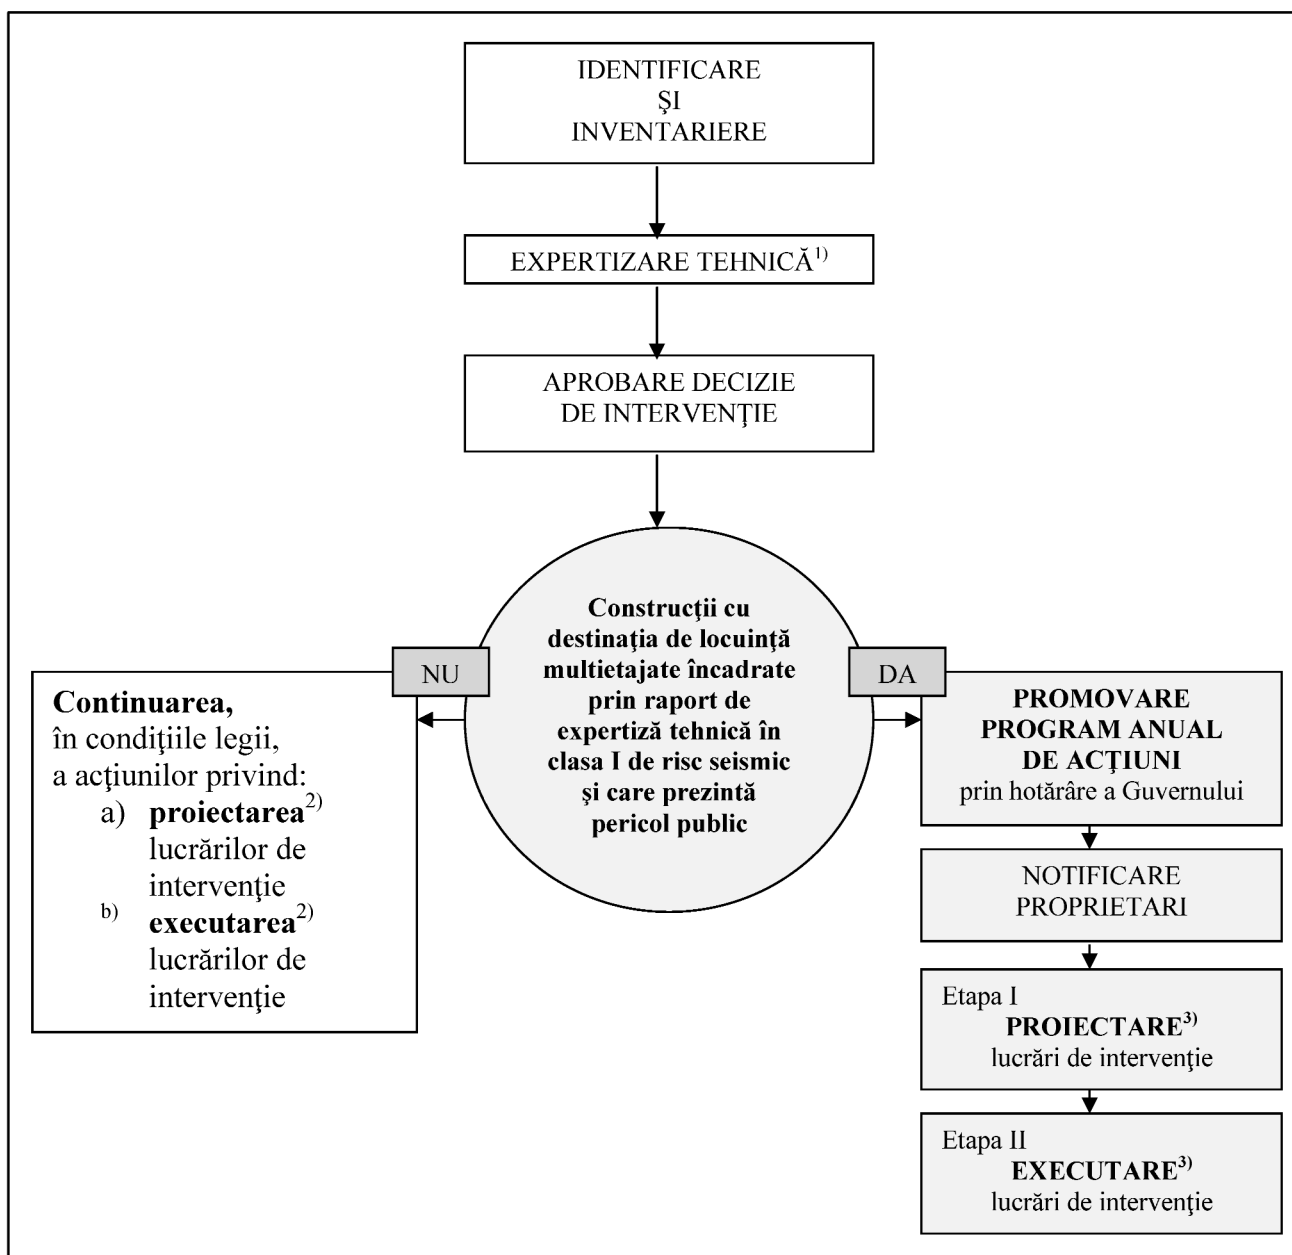 IDENTIFICARE
ŞI
INVENTARIERE
EXPERTIZARE TEHNICĂ1)
APROBARE DECIZIE
DE INTERVENŢIE
Construcţii cu
destinaţia de locuinţă
multietajate încadrate
prin raport de
expertiză tehnică în
clasa I de risc seismic
şi care prezintă
pericol public
NU
Continuarea,
în condiţiile legii,
a acţiunilor privind:
a) proiectarea2)
lucrărilor de
intervenţie
b) executarea2)
lucrărilor de
intervenţie
DA
PROMOVARE
PROGRAM ANUAL
DE ACŢIUNI
prin hotărâre a Guvernului
NOTIFICARE
PROPRIETARI
Etapa I
PROIECTARE3)
lucrări de intervenţie
Etapa II
EXECUTARE3)
lucrări de intervenţie